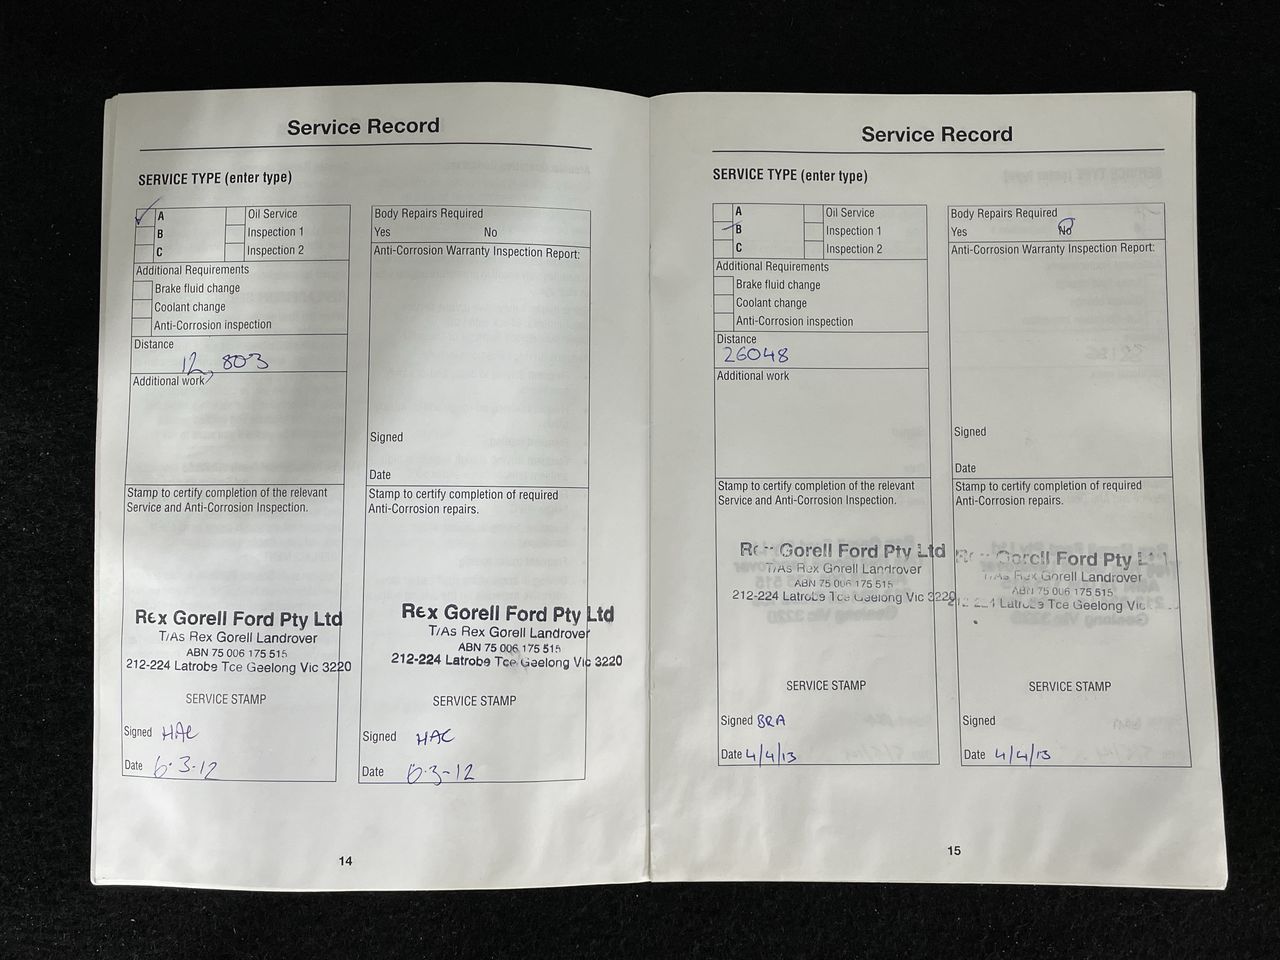 Service Record
SERVICE TYPE (enter type)
A
B
C
Oil Service
Inspection 1
Inspection 2
Additional Requirements
Brake fluid change
Coolant change
Anti-Corrosion inspection
Distance
12,803
Additional work
Stamp to certify completion of the relevant
Service and Anti-Corrosion Inspection.
Rex Gorell Ford Pty Ltd
T/As Rex Gorell Landrover
ABN 75 006 175 515
212-224 Latrobe Tce Geelong Vic 3220
SERVICE STAMP
Signed HAC
Date 6.3.12
Body Repairs Required
Yes No
Anti-Corrosion Warranty Inspection Report:
Signed
Date
Stamp to certify completion of required
Anti-Corrosion repairs.
Rex Gorell Ford Pty Ltd
T/As Rex Gorell Landrover
ABN 75 006 175 515
212-224 Latrobe Tce Geelong Vic 3220
SERVICE STAMP
Signed HAC
Date 6.3-12
14
Service Record
SERVICE TYPE (enter type)
A
B
C
Oil Service
Inspection 1
Inspection 2
Additional Requirements
Brake fluid change
Coolant change
Anti-Corrosion inspection
Distance
26048
Additional work
Stamp to certify completion of the relevant
Service and Anti-Corrosion Inspection.
Rex Gorell Ford Pty Ltd
T/As Rex Gorell Landrover
ABN 75 006 175 515
212-224 Latrobe Tce Geelong Vic 3220
SERVICE STAMP
Signed BRA
Date 4/4/13
Body Repairs Required
Yes No
Anti-Corrosion Warranty Inspection Report:
Signed
Date
Stamp to certify completion of required
Anti-Corrosion repairs.
Gorell Ford Pty
T/As Rex Gorell Landrover
ABN 75 006 175 515
Latrobe Tce Geelong Vic
SERVICE STAMP
Signed
Date 4/4/13
15